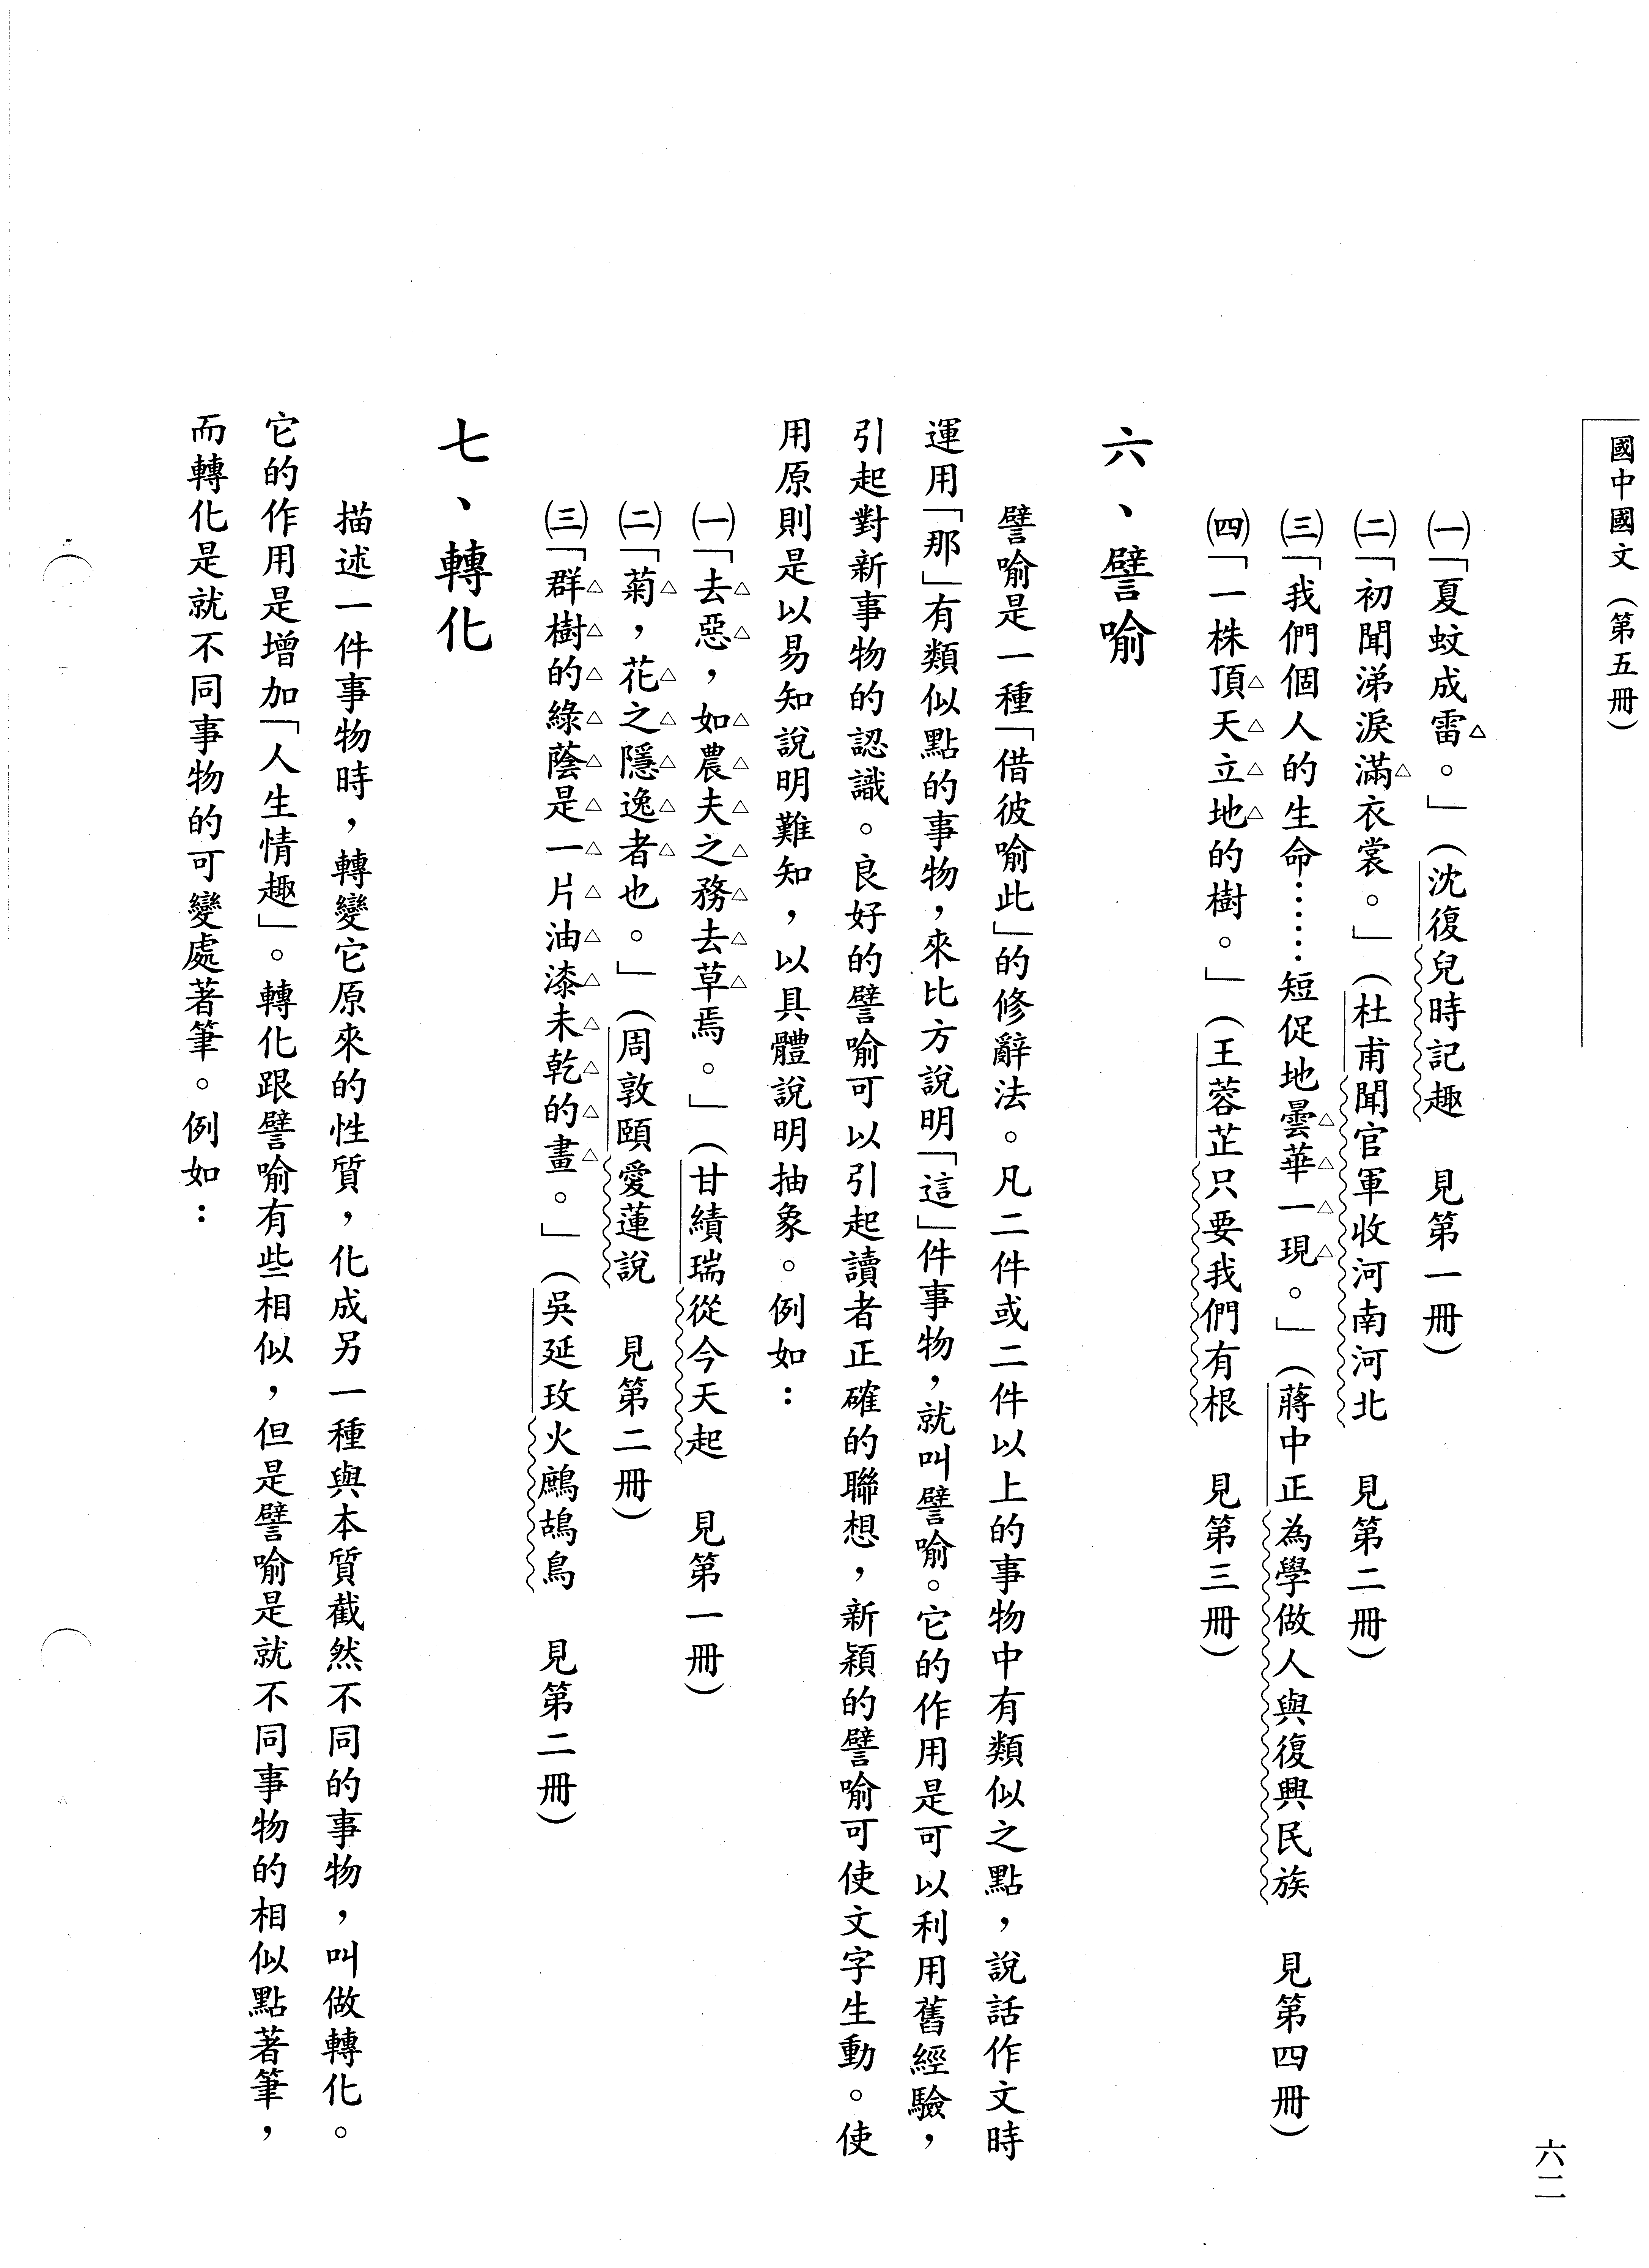 國中國文（第五冊）
六二
㈠「夏蚊成雷。」（沈復兒時記趣　見第一冊）
㈡「初聞涕淚滿衣裳。」（杜甫聞官軍收河南河北　見第二冊）
㈢「我們個人的生命……短促地曇華一現。」（蔣中正為學做人與復興民族　見第四冊）
㈣「一株頂天立地的樹。」（王蓉芷只要我們有根　見第三冊）
六、譬喻
譬喻是一種「借彼喻此」的修辭法。凡二件或二件以上的事物中有類似之點，說話作文時
運用「那」有類似點的事物，來比方說明「這」件事物，就叫譬喻。它的作用是可以利用舊經驗，
引起對新事物的認識。良好的譬喻可以引起讀者正確的聯想，新穎的譬喻可使文字生動。使
用原則是以易知說明難知，以具體說明抽象。例如：
㈠「去惡，如農夫之務去草焉。」（甘績瑞從今天起　見第一冊）
㈡「菊，花之隱逸者也。」（周敦頤愛蓮說　見第二冊）
㈢「群樹的綠蔭是一片油漆未乾的畫。」（吳延玫火鷓鴣鳥　見第二冊）
七、轉化
描述一件事物時，轉變它原來的性質，化成另一種與本質截然不同的事物，叫做轉化。
它的作用是增加「人生情趣」。轉化跟譬喻有些相似，但是譬喻是就不同事物的相似點著筆，
而轉化是就不同事物的可變處著筆。例如：